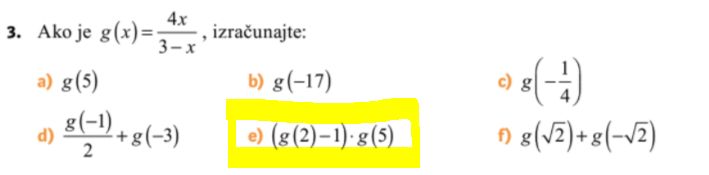 3. Ako je g(x)=4x/(3−x), izračunajte:
a) g(5) b) g(−17) c) g(−1/4)
d) g(−1)/2+g(−3) e) (g(2)−1)·g(5) f) g(√2)+g(−√2)